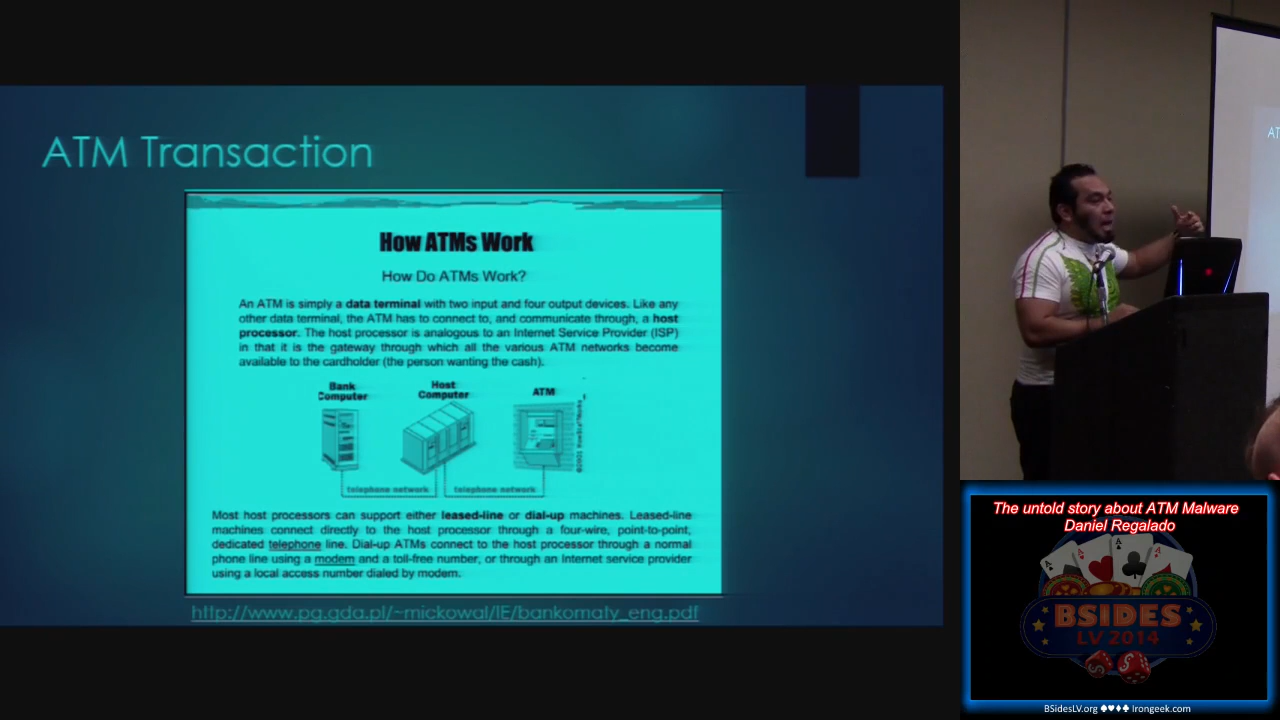 ATM Transaction
How ATMs Work
How Do ATMs Work?
An ATM is simply a data terminal with two input and four output devices. Like any
other data terminal, the ATM has to connect to, and communicate through, a host
processor. The host processor is analogous to an Internet Service Provider (ISP)
in that it is the gateway through which all the various ATM networks become
available to the cardholder (the person wanting the cash).
Bank
Computer
Host
Computer
ATM
telephone network
telephone network
Most host processors can support either leased-line or dial-up machines. Leased-line
machines connect directly to the host processor through a four-wire, point-to-point,
dedicated telephone line. Dial-up ATMs connect to the host processor through a normal
phone line using a modem and a toll-free number, or through an Internet service provider
using a local access number dialed by modem.
http://www.pg.gda.pl/~mickowal/IE/bankomaty_eng.pdf
AT
The untold story about ATM Malware
Daniel Regalado
BSIDES
LV 2014
BSidesLV.org ♠♥♦♣ Irongeek.com